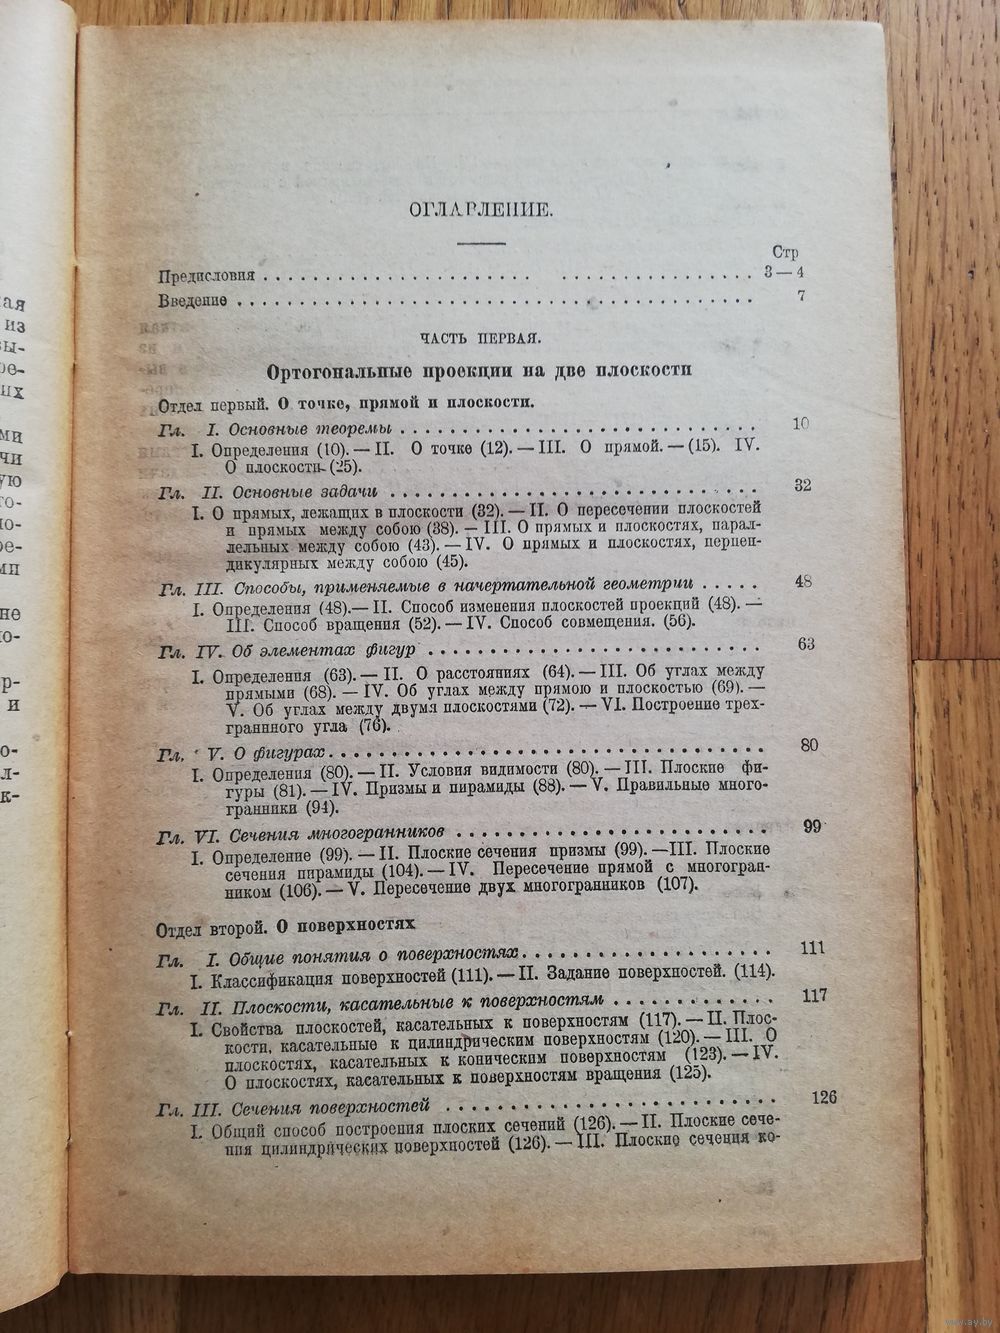 ОГЛАВЛЕНИЕ.
Стр
Предисловия . . . . . . . . . . . . . . . . . . . . . . . . . . . . . . 3 — 4
Введение . . . . . . . . . . . . . . . . . . . . . . . . . . . . . . 7
ЧАСТЬ ПЕРВАЯ.
Ортогональные проекции на две плоскости
Отдел первый. О точке, прямой и плоскости.
Гл. I. Основные теоремы . . . . . . . . . . . . . . . . . . . . 10
I. Определения (10). — II. О точке (12). — III. О прямой. — (15). IV.
О плоскости. (25).
Гл. II. Основные задачи . . . . . . . . . . . . . . . . . . . . 32
I. О прямых, лежащих в плоскости (32). — II. О пересечении плоскостей
и прямых между собою (38). — III. О прямых и плоскостях, парал-
лельных между собою (43). — IV. О прямых и плоскостях, перпен-
дикулярных между собою (45).
Гл. III. Способы, применяемые в начертательной геометрии . . . . . 48
I. Определения (48). — II. Способ изменения плоскостей проекций (48). —
III. Способ вращения (52). — IV. Способ совмещения. (56).
Гл. IV. Об элементах фигур . . . . . . . . . . . . . . . . . . . . 63
I. Определения (63). — II. О расстояниях (64). — III. Об углах между
прямыми (68). — IV. Об углах между прямою и плоскостью (69). —
V. Об углах между двумя плоскостями (72). — VI. Построение трех-
граннного угла (76).
Гл. V. О фигурах . . . . . . . . . . . . . . . . . . . . . . . . 80
I. Определения (80). — II. Условия видимости (80). — III. Плоские фи-
гуры (81). — IV. Призмы и пирамиды (88). — V. Правильные много-
гранники (94).
Гл. VI. Сечения многогранников . . . . . . . . . . . . . . . . . . 99
I. Определение (99). — II. Плоские сечения призмы (99). — III. Плоские
сечения пирамиды (104). — IV. Пересечение прямой с многогран-
ником (106). — V. Пересечение двух многогранников (107).
Отдел второй. О поверхностях
Гл. I. Общие понятия о поверхностях . . . . . . . . . . . . . . . . 111
I. Классификация поверхностей (111). — II. Задание поверхностей. (114).
Гл. II. Плоскости, касательные к поверхностям . . . . . . . . . . . 117
I. Свойства плоскостей, касательных к поверхностям (117). — II. Плос-
кости, касательные к цилиндрическим поверхностям (120). — III. О
плоскостях, касательных к коническим поверхностям (123). — IV.
О плоскостях, касательных к поверхностям вращения (125).
Гл. III. Сечения поверхностей . . . . . . . . . . . . . . . . . . . 126
I. Общий способ построения плоских сечений (126). — II. Плоские сече-
ния цилиндрических поверхностей (126). — III. Плоские сечения ко-
www.ay.by